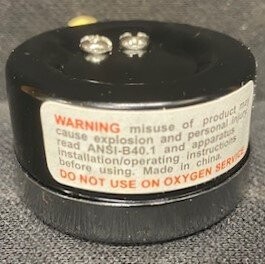 WARNING misuse of product may
cause explosion and personal injury
read ANSI-B40.1 and apparatus
installation/operating instructions
before using. Made in china.
DO NOT USE ON OXYGEN SERVICE